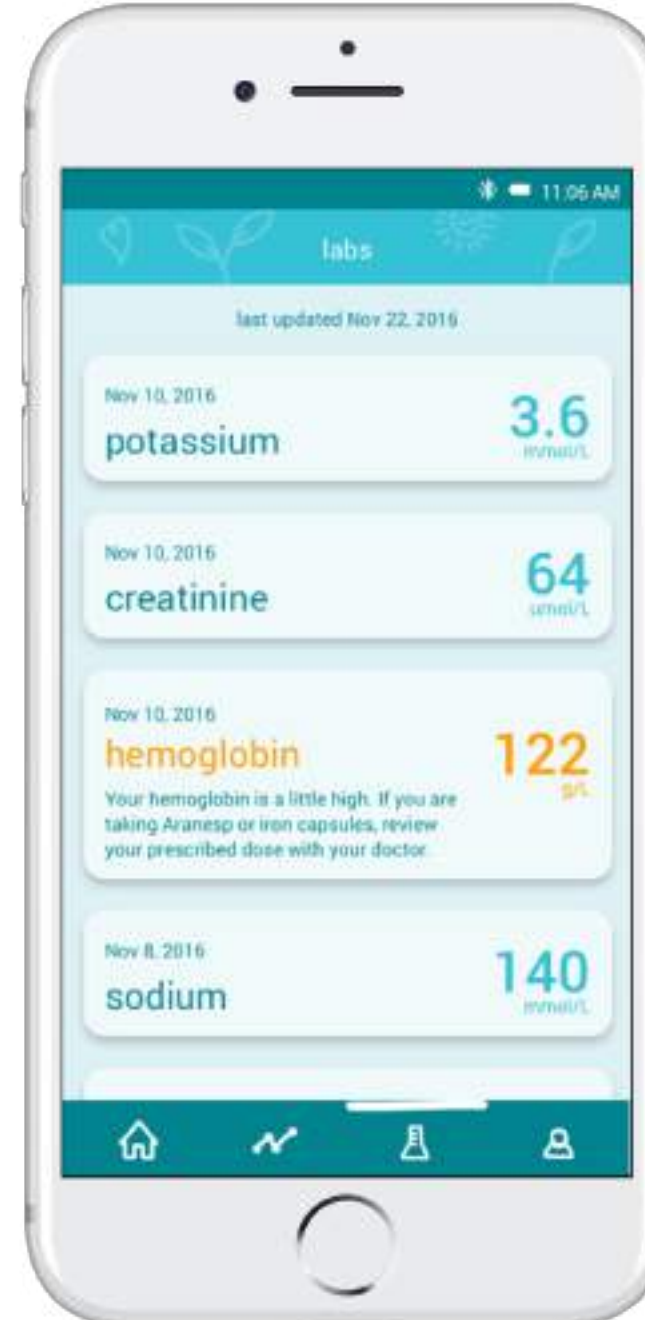 11:06 AM
labs
last updated Nov 22, 2016
Nov 10, 2016
potassium
3.6
mmol/L
Nov 10, 2016
creatinine
64
umol/L
Nov 10, 2016
hemoglobin
122
g/L
Your hemoglobin is a little high. If you are
taking Aranesp or iron capsules, review
your prescribed dose with your doctor.
Nov 8, 2016
sodium
140
mmol/L